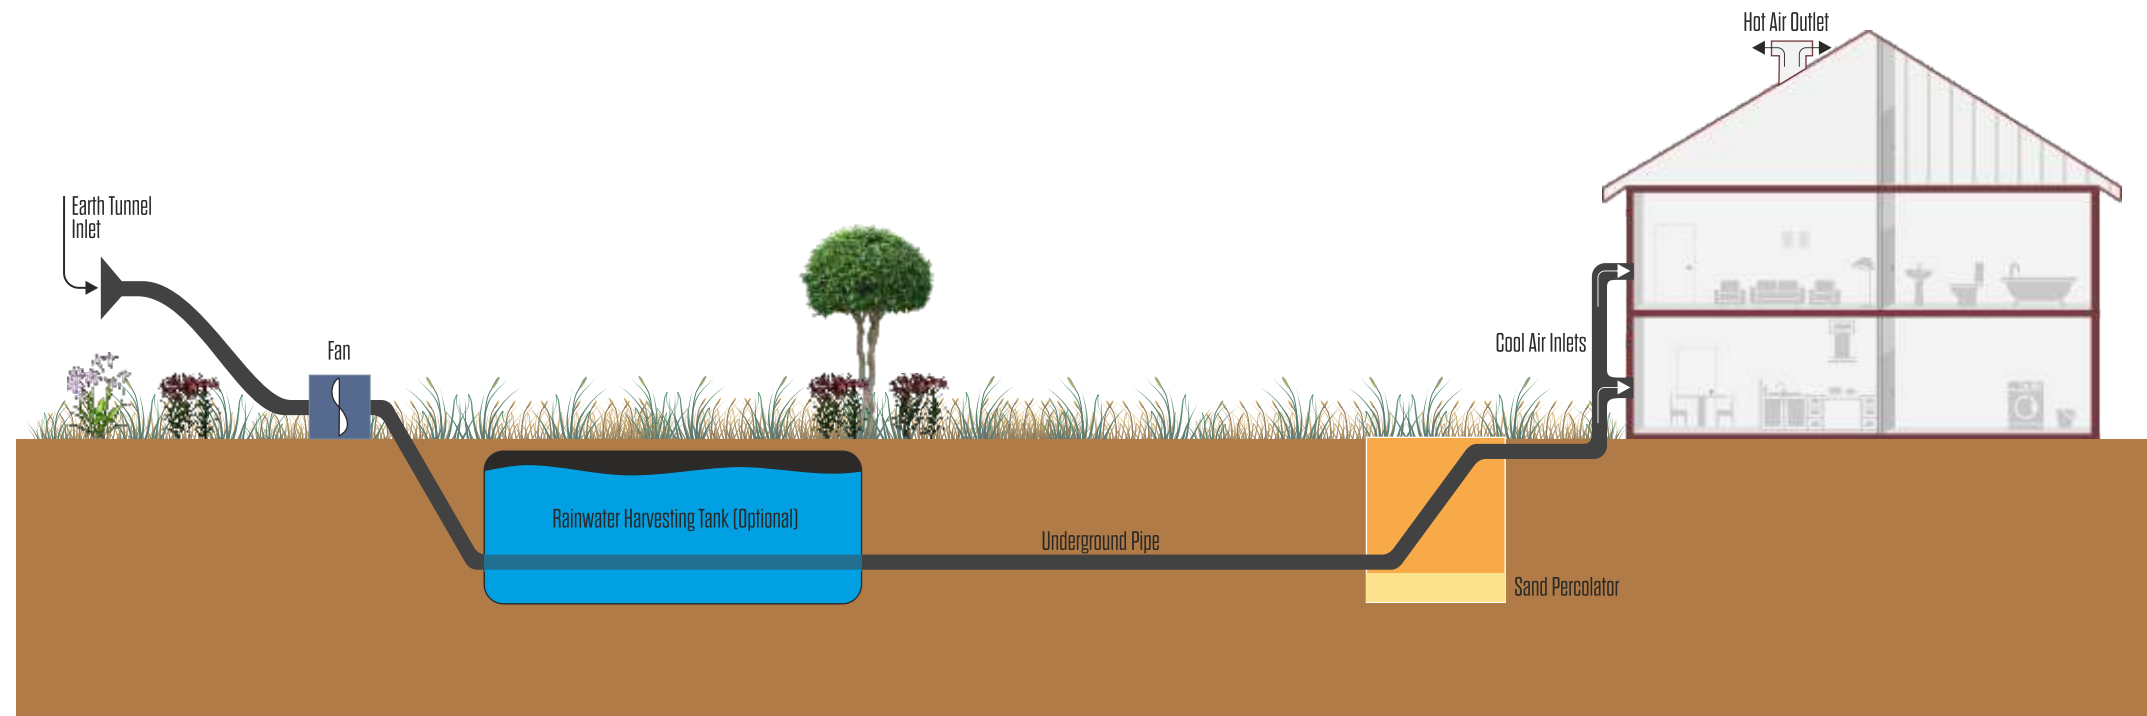 Hot Air Outlet
Earth Tunnel
Inlet
Fan
Cool Air Inlets
Rainwater Harvesting Tank (Optional)
Underground Pipe
Sand Percolator